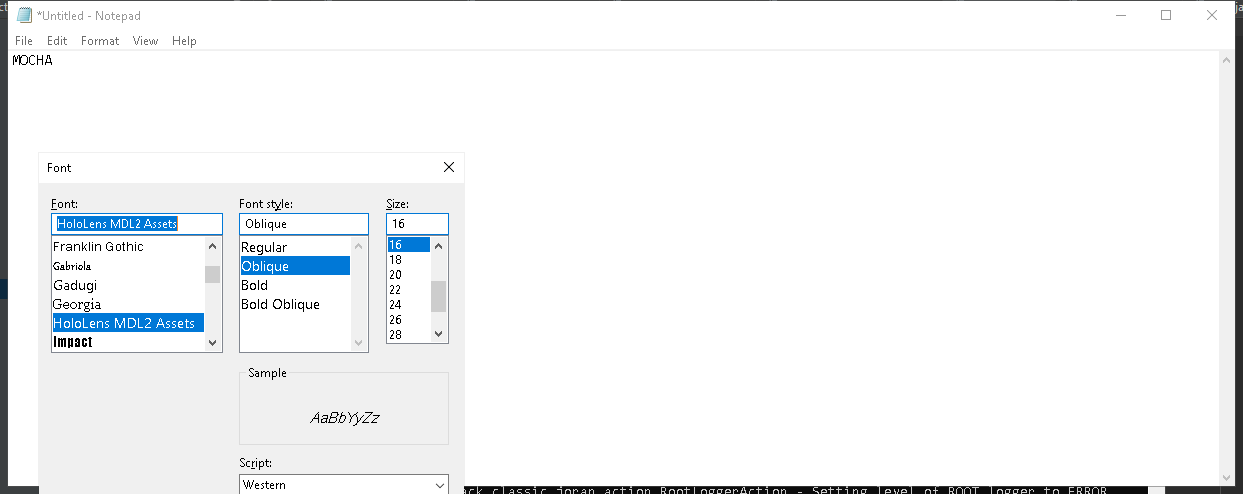 *Untitled - Notepad
File Edit Format View Help
MOCHA
Font
Font: Font style: Size:
HoloLens MDL2 Assets Oblique 16
Franklin Gothic
Gabriola
Gadugi
Georgia
HoloLens MDL2 Assets
Impact
Regular
Oblique
Bold
Bold Oblique
16
18
20
22
24
26
28
Sample
AaBbYyZz
Script:
Western
ack.classic.joran.action.RootLoggerAction - Setting level of ROOT logger to ERROR